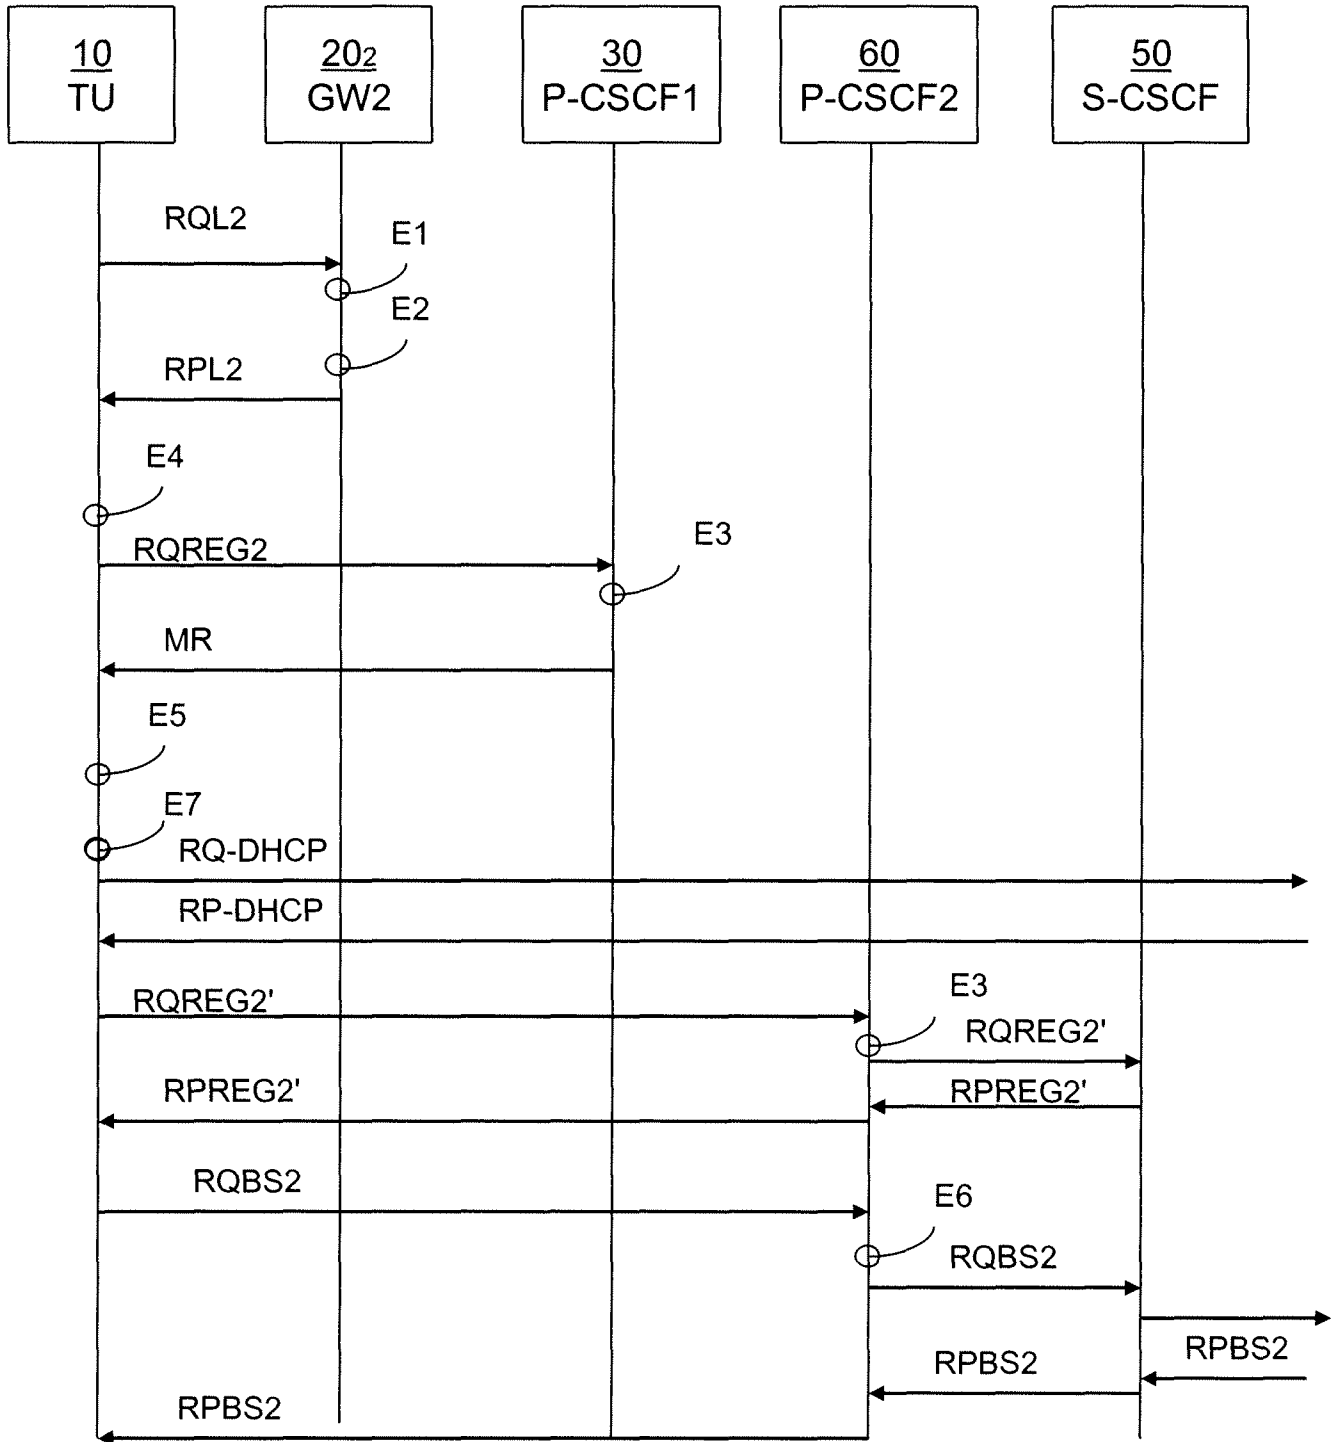 10
TU
202
GW2
30
P-CSCF1
60
P-CSCF2
50
S-CSCF
RQL2
E1
E2
RPL2
E4
RQREG2
E3
MR
E5
E7
RQ-DHCP
RP-DHCP
RQREG2'
E3
RQREG2'
RPREG2'
RPREG2'
RQBS2
E6
RQBS2
RPBS2
RPBS2
RPBS2